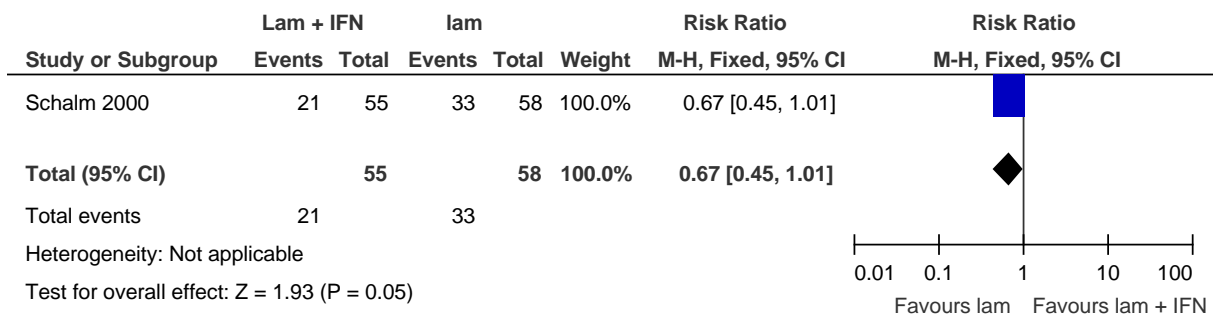 Lam + IFN lam Risk Ratio Risk Ratio
Study or Subgroup Events Total Events Total Weight M-H, Fixed, 95% CI M-H, Fixed, 95% CI
Schalm 2000 21 55 33 58 100.0% 0.67 [0.45, 1.01]
Total (95% CI) 55 58 100.0% 0.67 [0.45, 1.01]
Total events 21 33
Heterogeneity: Not applicable
Test for overall effect: Z = 1.93 (P = 0.05)
0.01 0.1 1 10 100
Favours lam Favours lam + IFN